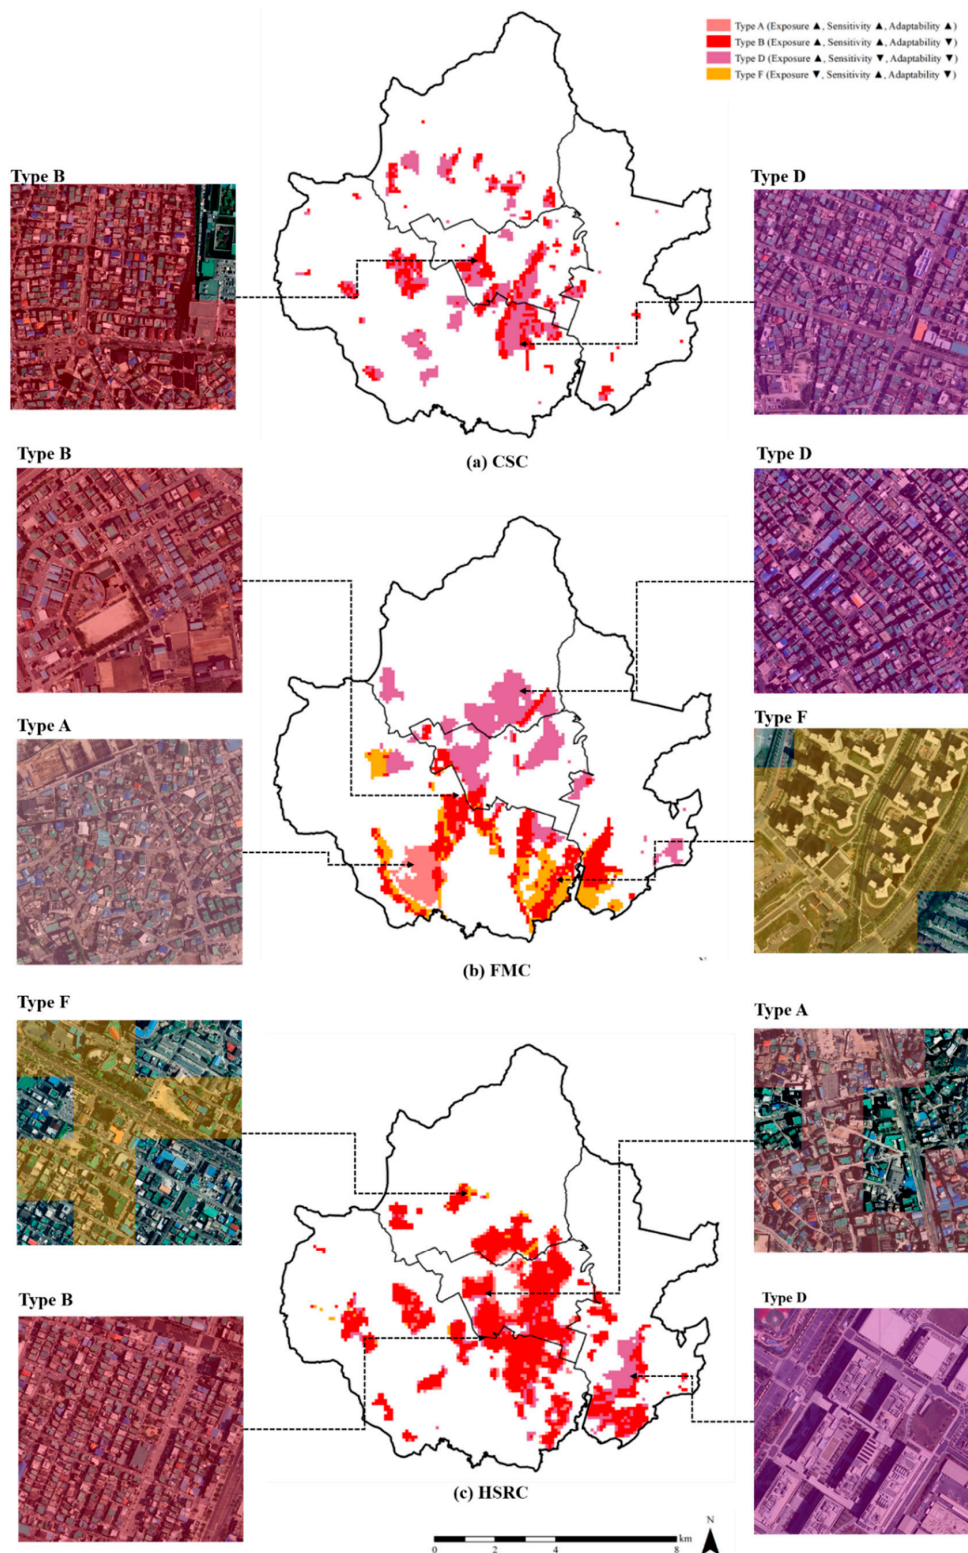 Type A (Exposure ▲, Sensitivity ▲, Adaptability ▲)
Type B (Exposure ▲, Sensitivity ▲, Adaptability ▼)
Type D (Exposure ▲, Sensitivity ▼, Adaptability ▼)
Type F (Exposure ▼, Sensitivity ▲, Adaptability ▼)
Type B
Type D
(a) CSC
Type B
Type D
Type A
Type F
(b) FMC
Type F
Type A
Type B
Type D
(c) HSRC
km
0 2 4 8
N